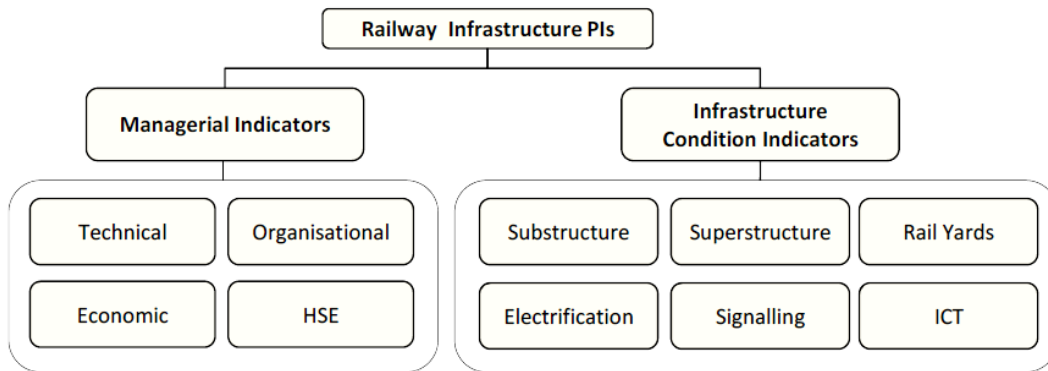 Railway Infrastructure PIs
Managerial Indicators
Infrastructure
Condition Indicators
Technical
Organisational
Economic
HSE
Substructure
Superstructure
Rail Yards
Electrification
Signalling
ICT